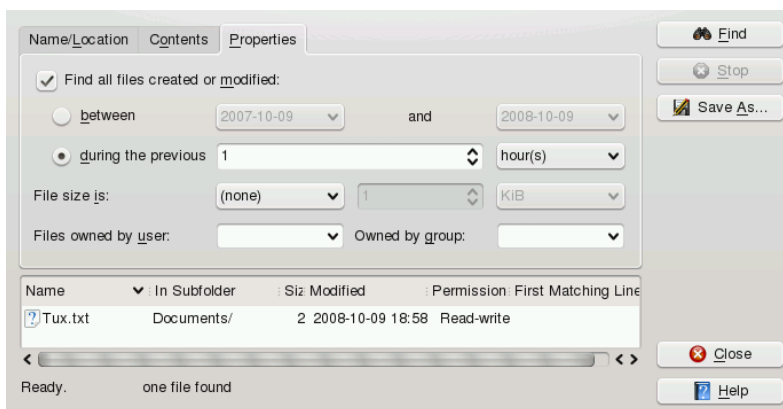 Name/Location Contents Properties
Find
Find all files created or modified:
Stop
between 2007-10-09 and 2008-10-09
Save As...
during the previous 1 hour(s)
File size is: (none) 1 KiB
Files owned by user: Owned by group:
Name In Subfolder Siz Modified Permission First Matching Line
Tux.txt Documents/ 2 2008-10-09 18:58 Read-write
Close
Ready. one file found
Help